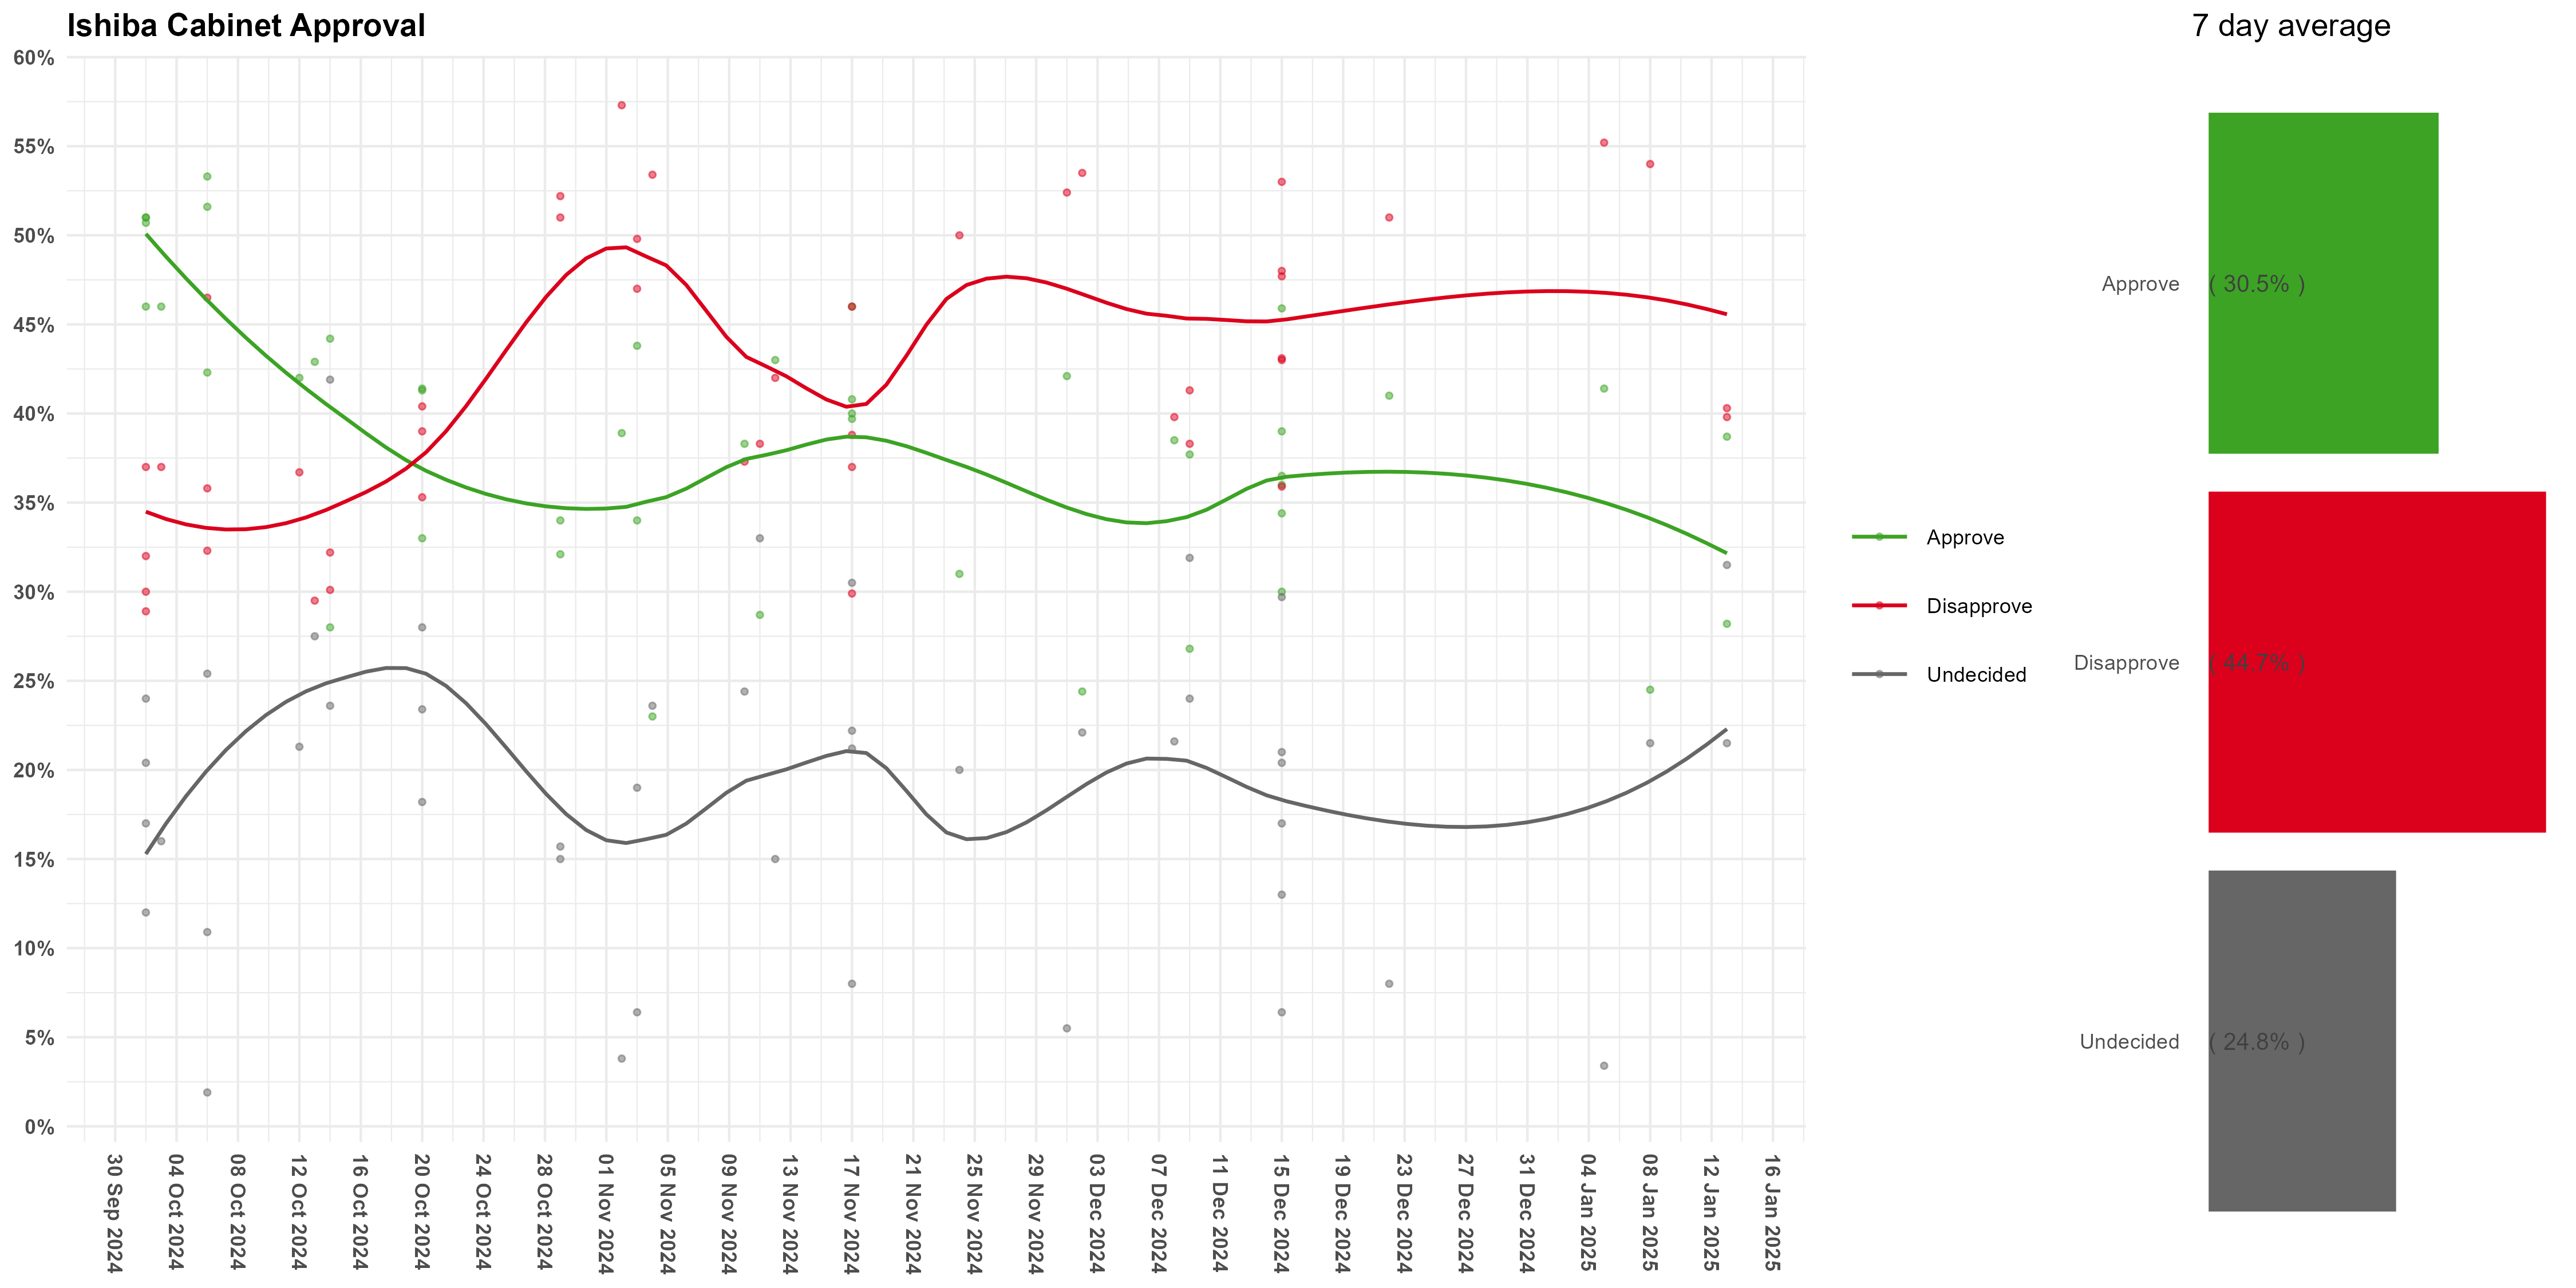 Ishiba Cabinet Approval
7 day average
60%
55%
50%
45%
40%
35%
30%
25%
20%
15%
10%
5%
0%
30 Sep 2024
04 Oct 2024
08 Oct 2024
12 Oct 2024
16 Oct 2024
20 Oct 2024
24 Oct 2024
28 Oct 2024
01 Nov 2024
05 Nov 2024
09 Nov 2024
13 Nov 2024
17 Nov 2024
21 Nov 2024
25 Nov 2024
29 Nov 2024
03 Dec 2024
07 Dec 2024
11 Dec 2024
15 Dec 2024
19 Dec 2024
23 Dec 2024
27 Dec 2024
31 Dec 2024
04 Jan 2025
08 Jan 2025
12 Jan 2025
16 Jan 2025
Approve
Disapprove
Undecided
Approve ( 30.5% )
Disapprove ( 44.7% )
Undecided ( 24.8% )